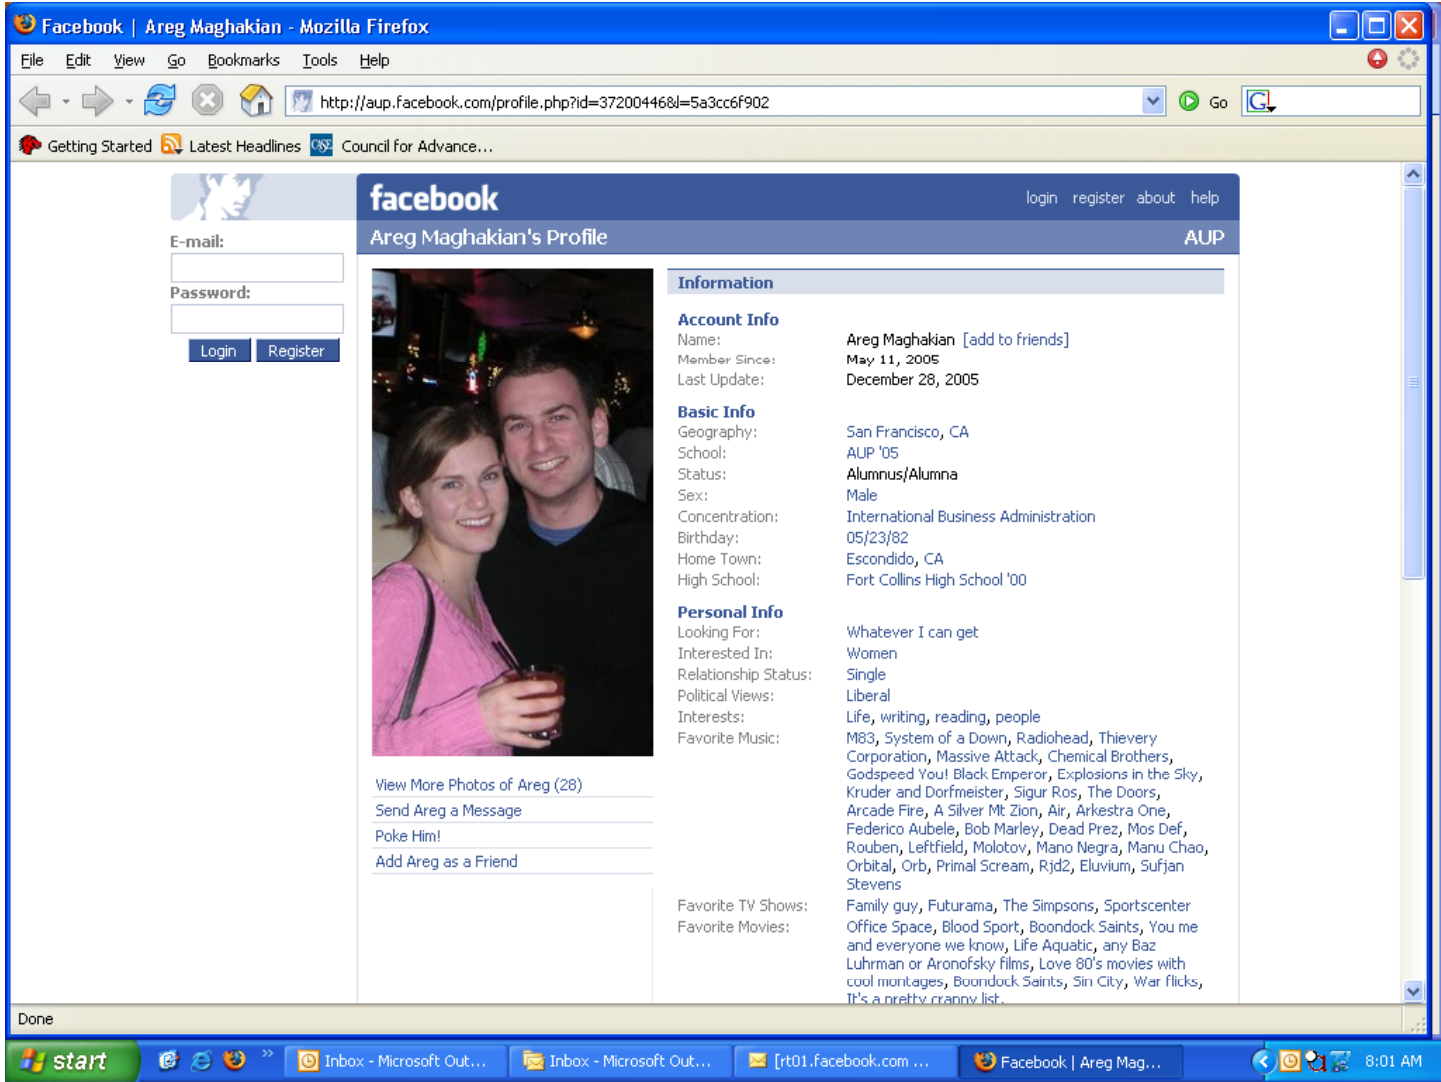 Facebook | Areg Maghakian - Mozilla Firefox
File Edit View Go Bookmarks Tools Help
http://aup.facebook.com/profile.php?id=37200446&l=5a3cc6f902 Go G
Getting Started Latest Headlines CASE Council for Advance...
facebook login register about help
Areg Maghakian's Profile AUP
E-mail:
Password:
Login Register
Information
Account Info
Name: Areg Maghakian [add to friends]
Member Since: May 11, 2005
Last Update: December 28, 2005
Basic Info
Geography: San Francisco, CA
School: AUP '05
Status: Alumnus/Alumna
Sex: Male
Concentration: International Business Administration
Birthday: 05/23/82
Home Town: Escondido, CA
High School: Fort Collins High School '00
Personal Info
Looking For: Whatever I can get
Interested In: Women
Relationship Status: Single
Political Views: Liberal
Interests: Life, writing, reading, people
Favorite Music: M83, System of a Down, Radiohead, Thievery
Corporation, Massive Attack, Chemical Brothers,
Godspeed You! Black Emperor, Explosions in the Sky,
Kruder and Dorfmeister, Sigur Ros, The Doors,
Arcade Fire, A Silver Mt Zion, Air, Arkestra One,
Federico Aubele, Bob Marley, Dead Prez, Mos Def,
Rouben, Leftfield, Molotov, Mano Negra, Manu Chao,
Orbital, Orb, Primal Scream, Rjd2, Eluvium, Sufjan
Stevens
Favorite TV Shows: Family guy, Futurama, The Simpsons, Sportscenter
Favorite Movies: Office Space, Blood Sport, Boondock Saints, You me
and everyone we know, Life Aquatic, any Baz
Luhrman or Aronofsky films, Love 80's movies with
cool montages, Boondock Saints, Sin City, War flicks,
It's a pretty crappy list.
View More Photos of Areg (28)
Send Areg a Message
Poke Him!
Add Areg as a Friend
Done
start Inbox - Microsoft Out... Inbox - Microsoft Out... [rt01.facebook.com ... Facebook | Areg Mag... 8:01 AM